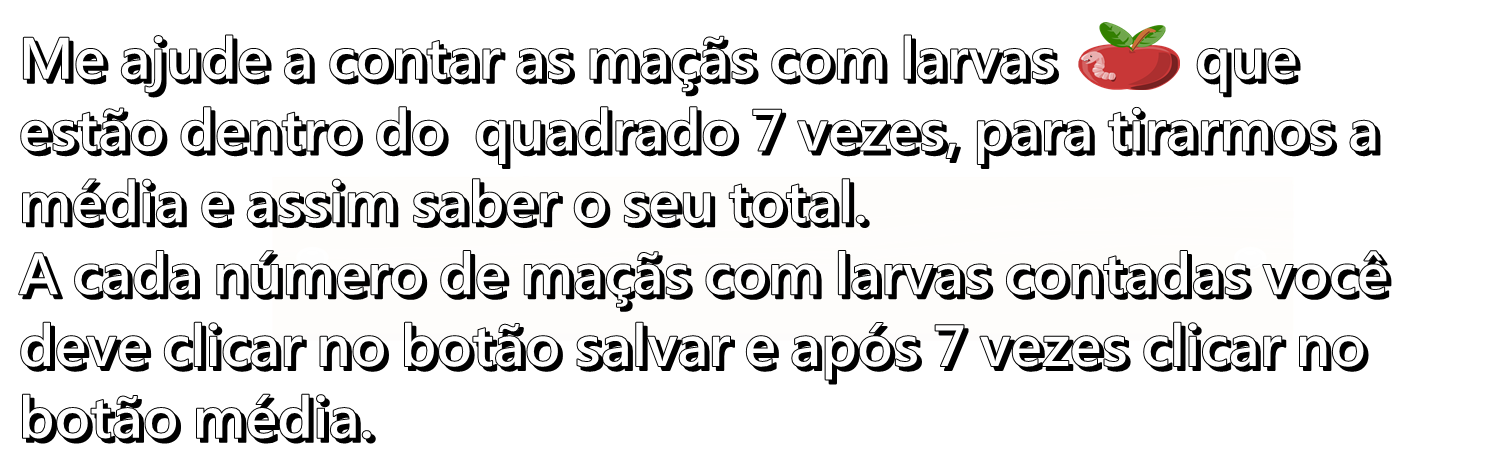 Me ajude a contar as maçãs com larvas que
estão dentro do quadrado 7 vezes, para tirarmos a
média e assim saber o seu total.
A cada número de maçãs com larvas contadas você
deve clicar no botão salvar e após 7 vezes clicar no
botão média.